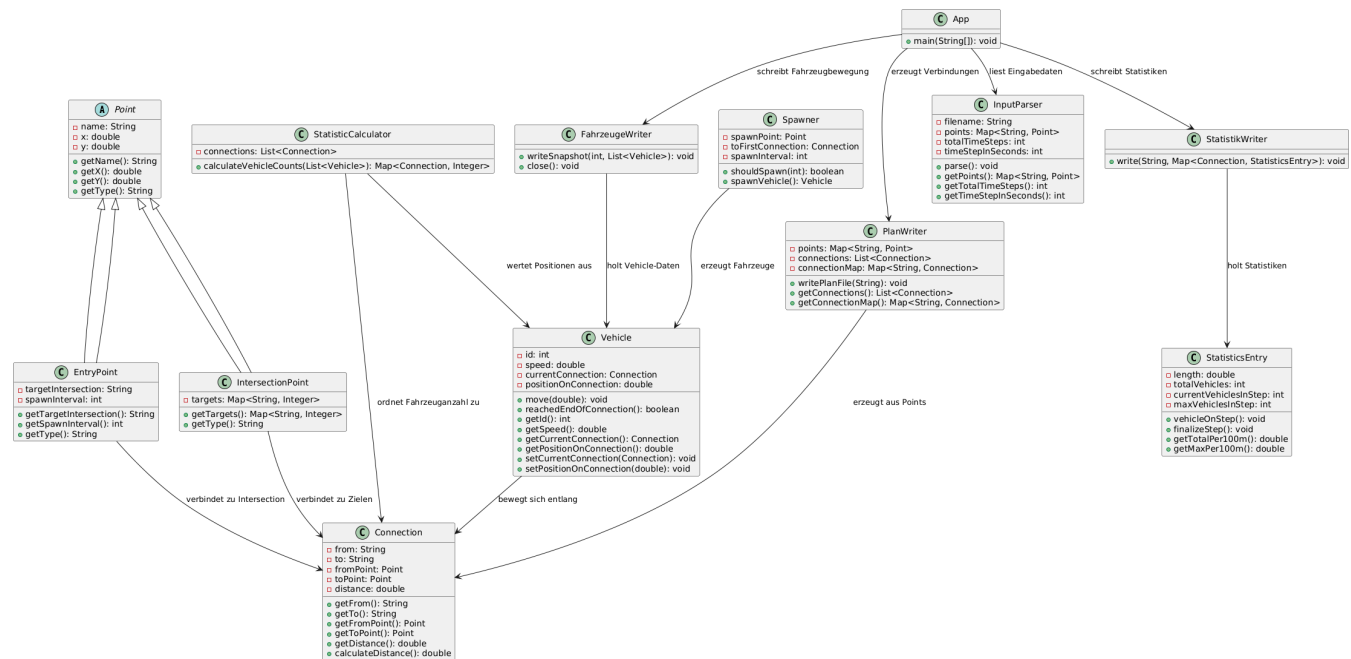 C App
+ main(String[]): void
schreibt Fahrzeugbewegung
erzeugt Verbindungen
liest Eingabedaten
schreibt Statistiken
A Point
name: String
x: double
y: double
getName(): String
getX(): double
getY(): double
getType(): String
C StatisticCalculator
connections: List<Connection>
calculateVehicleCounts(List<Vehicle>): Map<Connection, Integer>
C FahrzeugeWriter
writeSnapshot(int, List<Vehicle>): void
close(): void
C Spawner
spawnPoint: Point
toFirstConnection: Connection
spawnInterval: int
shouldSpawn(int): boolean
spawnVehicle(): Vehicle
C InputParser
filename: String
points: Map<String, Point>
totalTimeSteps: int
timeStepInSeconds: int
parse(): void
getPoints(): Map<String, Point>
getTotalTimeSteps(): int
getTimeStepInSeconds(): int
C StatistikWriter
write(String, Map<Connection, StatisticsEntry>): void
C PlanWriter
points: Map<String, Point>
connections: List<Connection>
connectionMap: Map<String, Connection>
writePlanFile(String): void
getConnections(): List<Connection>
getConnectionMap(): Map<String, Connection>
wertet Positionen aus
holt Vehicle-Daten
erzeugt Fahrzeuge
holt Statistiken
C EntryPoint
targetIntersection: String
spawnInterval: int
getTargetIntersection(): String
getSpawnInterval(): int
getType(): String
C IntersectionPoint
targets: Map<String, Integer>
getTargets(): Map<String, Integer>
getType(): String
ordnet Fahrzeuganzahl zu
C Vehicle
id: int
speed: double
currentConnection: Connection
positionOnConnection: double
move(double): void
reachedEndOfConnection(): boolean
getId(): int
getSpeed(): double
getCurrentConnection(): Connection
getPositionOnConnection(): double
setCurrentConnection(Connection): void
setPositionOnConnection(double): void
erzeugt aus Points
C StatisticsEntry
length: double
totalVehicles: int
currentVehiclesInStep: int
maxVehiclesInStep: int
vehicleOnStep(): void
finalizeStep(): void
getTotalPer100m(): double
getMaxPer100m(): double
verbindet zu Intersection
verbindet zu Zielen
bewegt sich entlang
C Connection
from: String
to: String
fromPoint: Point
toPoint: Point
distance: double
getFrom(): String
getTo(): String
getFromPoint(): Point
getToPoint(): Point
getDistance(): double
calculateDistance(): double